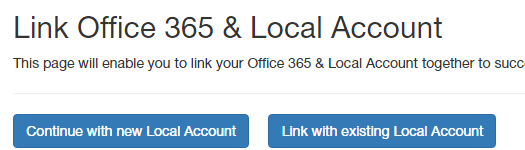 Link Office 365 & Local Account
This page will enable you to link your Office 365 & Local Account together to
Continue with new Local Account
Link with existing Local Account